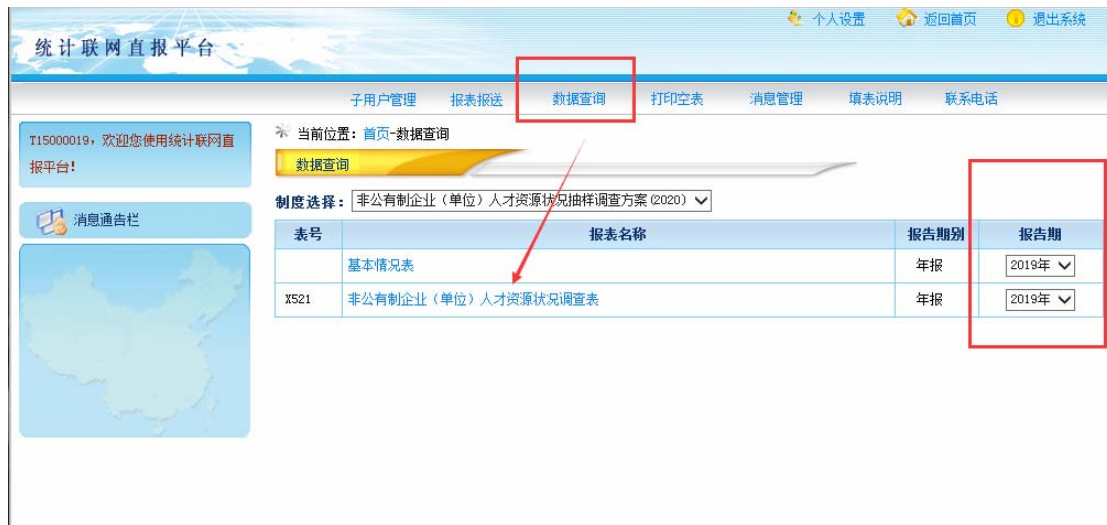 个人设置 返回首页 退出系统
统计联网直报平台
子用户管理 报表报送 数据查询 打印空表 消息管理 填表说明 联系电话
T15000019，欢迎您使用统计联网直
报平台！
当前位置：首页-数据查询
数据查询
制度选择：非公有制企业（单位）人才资源状况抽样调查方案(2020)
消息通告栏
表号 报表名称 报告期别 报告期
基本情况表 年报 2019年
X521 非公有制企业（单位）人才资源状况调查表 年报 2019年